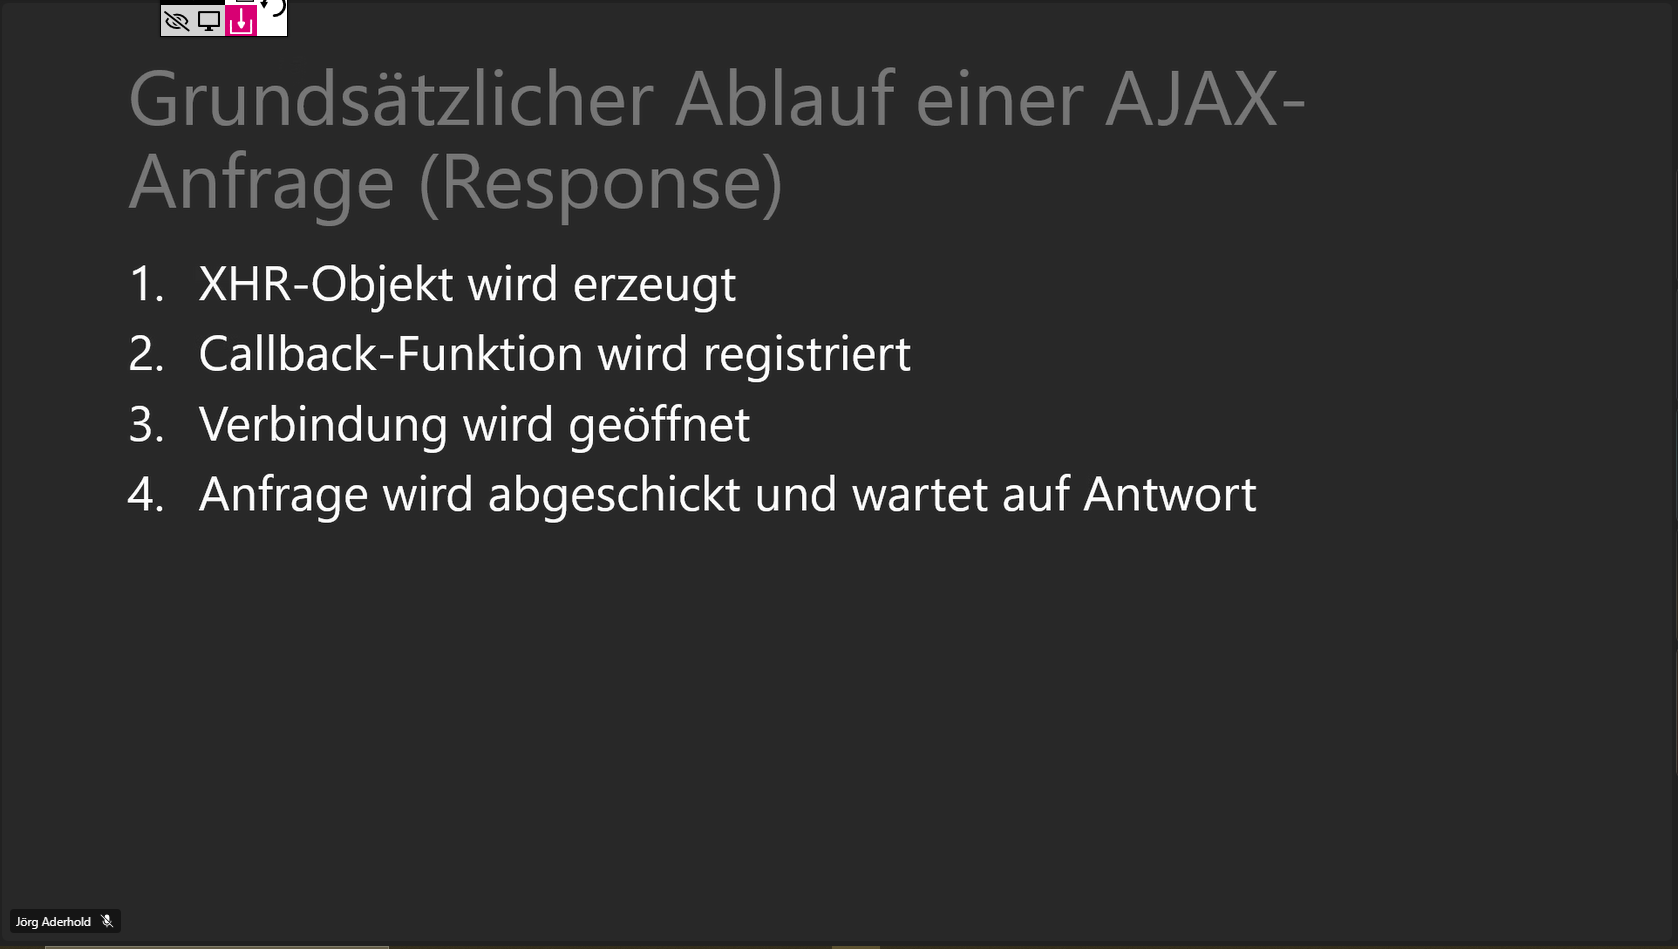 Grundsätzlicher Ablauf einer AJAX-
Anfrage (Response)
1. XHR-Objekt wird erzeugt
2. Callback-Funktion wird registriert
3. Verbindung wird geöffnet
4. Anfrage wird abgeschickt und wartet auf Antwort
Jörg Aderhold